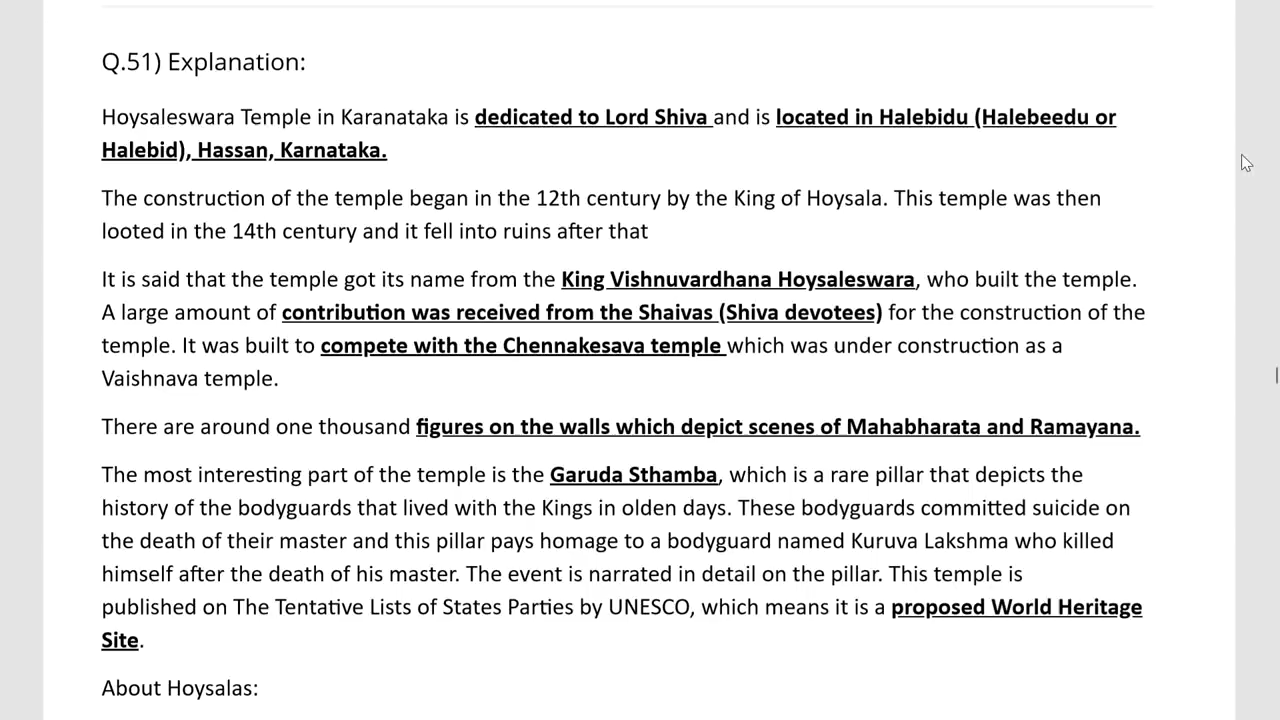 Q.51) Explanation:
Hoysaleswara Temple in Karanataka is dedicated to Lord Shiva and is located in Halebidu (Halebeedu or
Halebid), Hassan, Karnataka.
The construction of the temple began in the 12th century by the King of Hoysala. This temple was then
looted in the 14th century and it fell into ruins after that
It is said that the temple got its name from the King Vishnuvardhana Hoysaleswara, who built the temple.
A large amount of contribution was received from the Shaivas (Shiva devotees) for the construction of the
temple. It was built to compete with the Chennakesava temple which was under construction as a
Vaishnava temple.
There are around one thousand figures on the walls which depict scenes of Mahabharata and Ramayana.
The most interesting part of the temple is the Garuda Sthamba, which is a rare pillar that depicts the
history of the bodyguards that lived with the Kings in olden days. These bodyguards committed suicide on
the death of their master and this pillar pays homage to a bodyguard named Kuruva Lakshma who killed
himself after the death of his master. The event is narrated in detail on the pillar. This temple is
published on The Tentative Lists of States Parties by UNESCO, which means it is a proposed World Heritage
Site.
About Hoysalas: